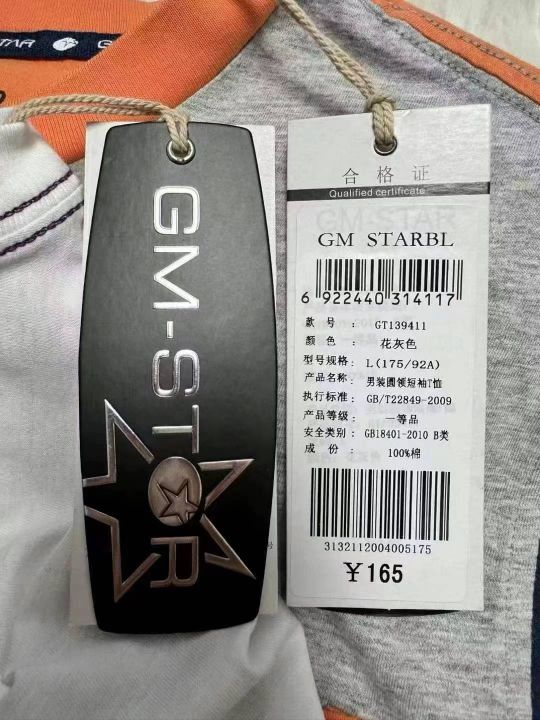 STAR
G
GM-STAR
合格证
Qualified certificate
GM STARBL
6 922440 314117
款 号 : GT139411
颜 色 : 花灰色
型号规格: L(175/92A)
产品名称: 男装圆领短袖T恤
执行标准: GB/T22849-2009
产品等级: 一等品
安全类别: GB18401-2010 B类
成 份: 100%棉
3132112004005175
¥165